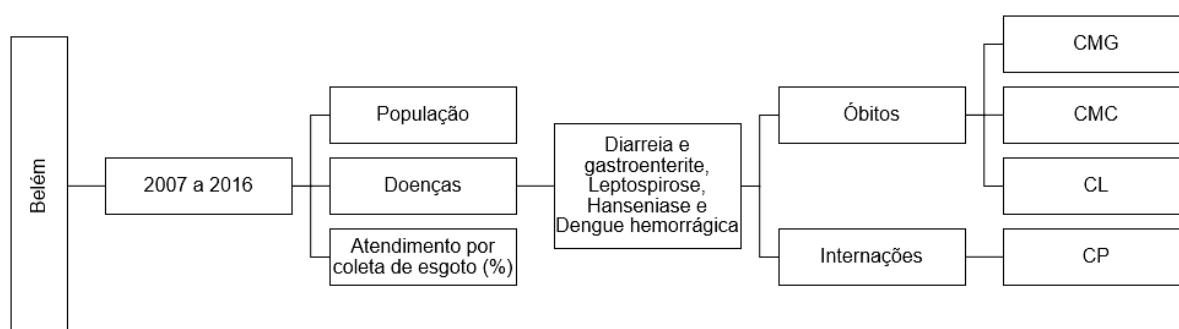 Belém
2007 a 2016
População
Doenças
Atendimento por
coleta de esgoto (%)
Diarreia e
gastroenterite,
Leptospirose,
Hanseniase e
Dengue hemorrágica
Óbitos
Internações
CMG
CMC
CL
CP